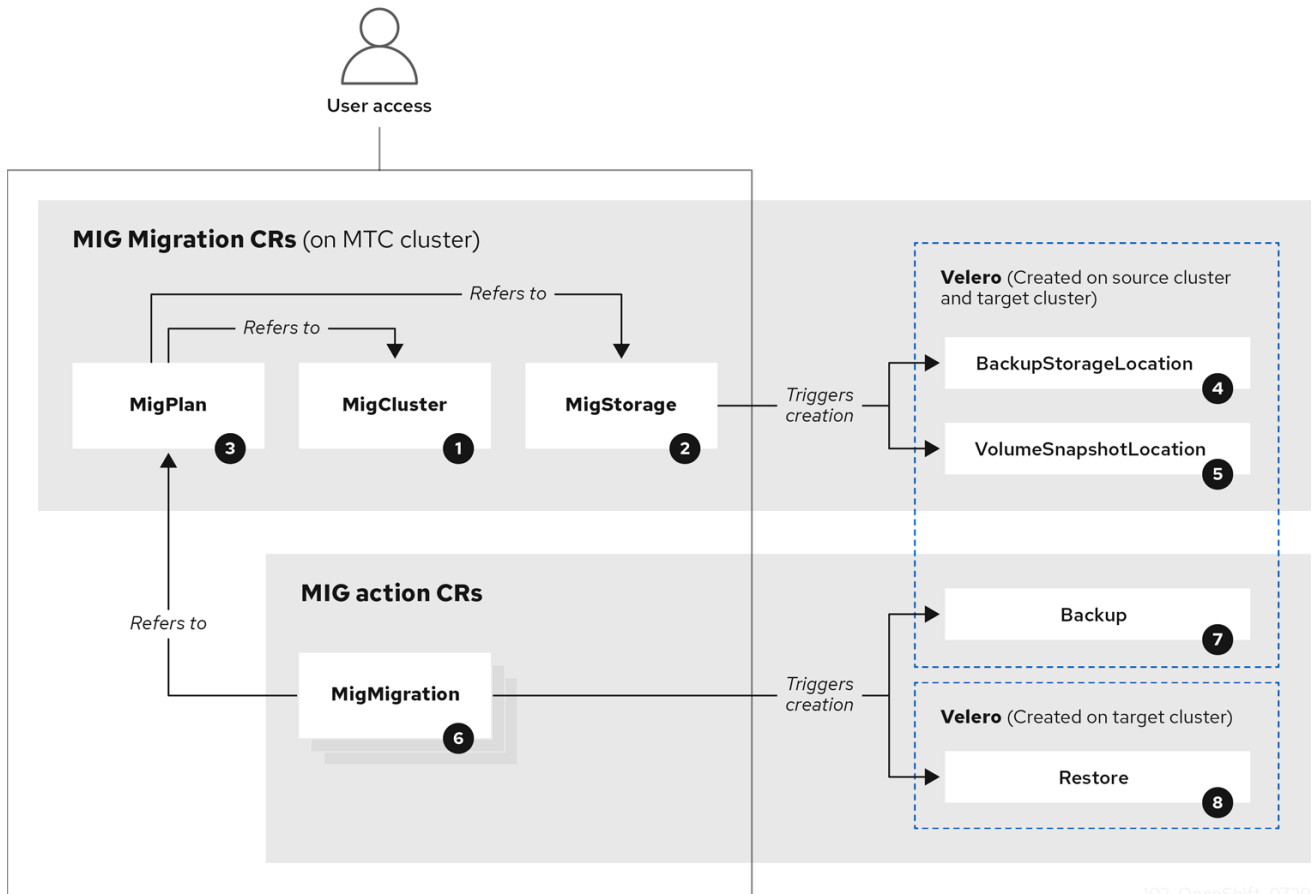 User access
MIG Migration CRs (on MTC cluster)
Refers to
Refers to
MigPlan
3
MigCluster
1
MigStorage
2
Triggers
creation
Velero (Created on source cluster
and target cluster)
BackupStorageLocation
4
VolumeSnapshotLocation
5
MIG action CRs
Refers to
MigMigration
6
Triggers
creation
Backup
7
Velero (Created on target cluster)
Restore
8